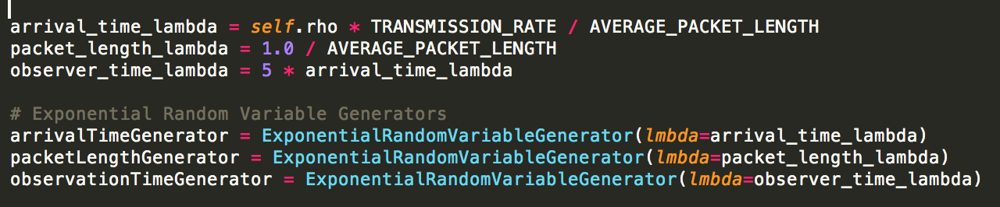 arrival_time_lambda = self.rho * TRANSMISSION_RATE / AVERAGE_PACKET_LENGTH
packet_length_lambda = 1.0 / AVERAGE_PACKET_LENGTH
observer_time_lambda = 5 * arrival_time_lambda
# Exponential Random Variable Generators
arrivalTimeGenerator = ExponentialRandomVariableGenerator(lmbda=arrival_time_lambda)
packetLengthGenerator = ExponentialRandomVariableGenerator(lmbda=packet_length_lambda)
observationTimeGenerator = ExponentialRandomVariableGenerator(lmbda=observer_time_lambda)